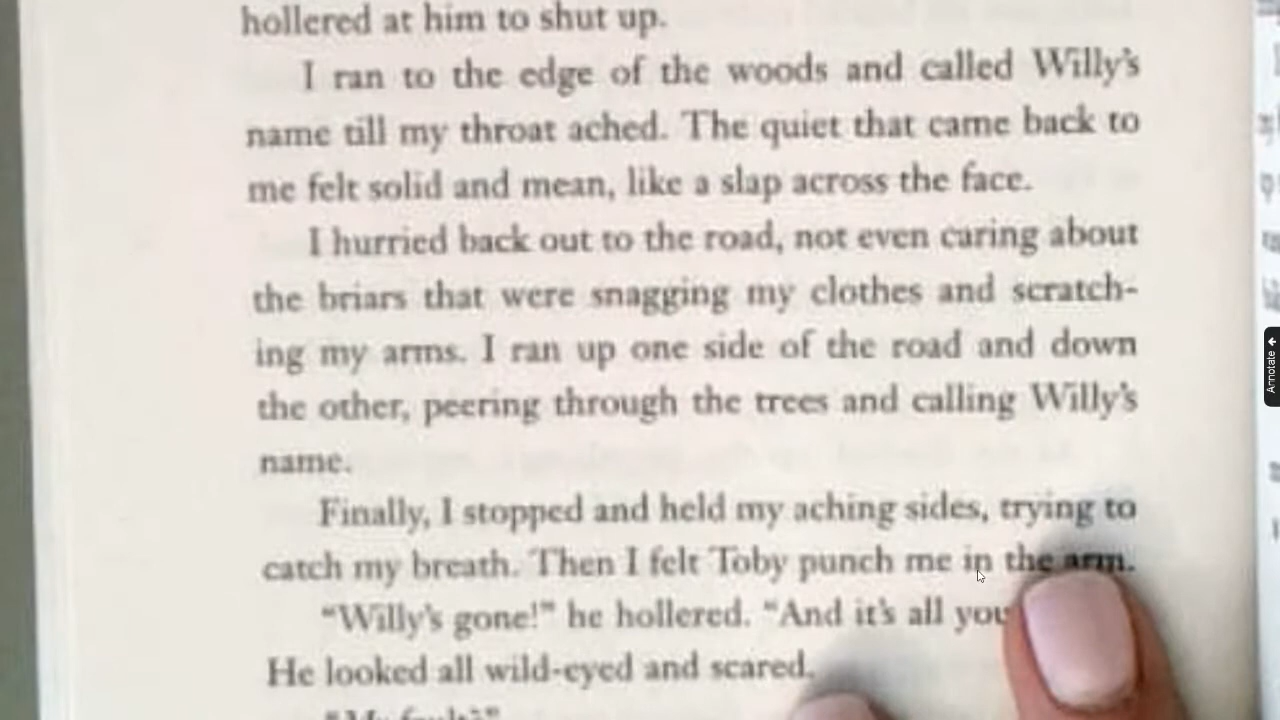 hollered at him to shut up.
I ran to the edge of the woods and called Willy's
name till my throat ached. The quiet that came back to
me felt solid and mean, like a slap across the face.
I hurried back out to the road, not even caring about
the briars that were snagging my clothes and scratch-
ing my arms. I ran up one side of the road and down
the other, peering through the trees and calling Willy's
name.
Finally, I stopped and held my aching sides, trying to
catch my breath. Then I felt Toby punch me in the arm.
"Willy's gone!" he hollered. "And it's all
He looked all wild-eyed and scared.
"My fault?"
Annotate